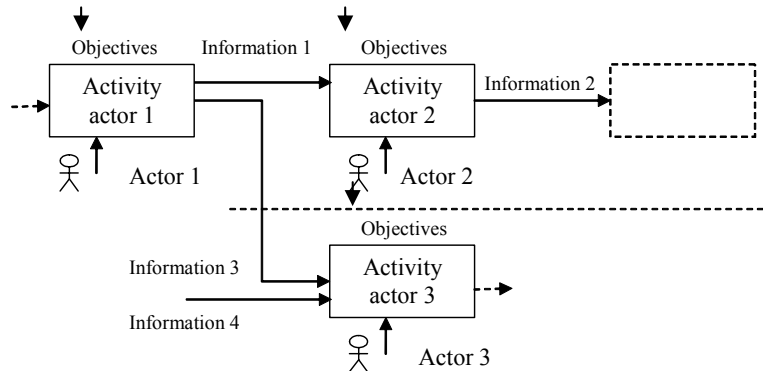 Objectives
Information 1
Objectives
Activity
actor 1
Activity
actor 2
Information 2
Actor 1
Actor 2
Objectives
Information 3
Activity
actor 3
Information 4
Actor 3